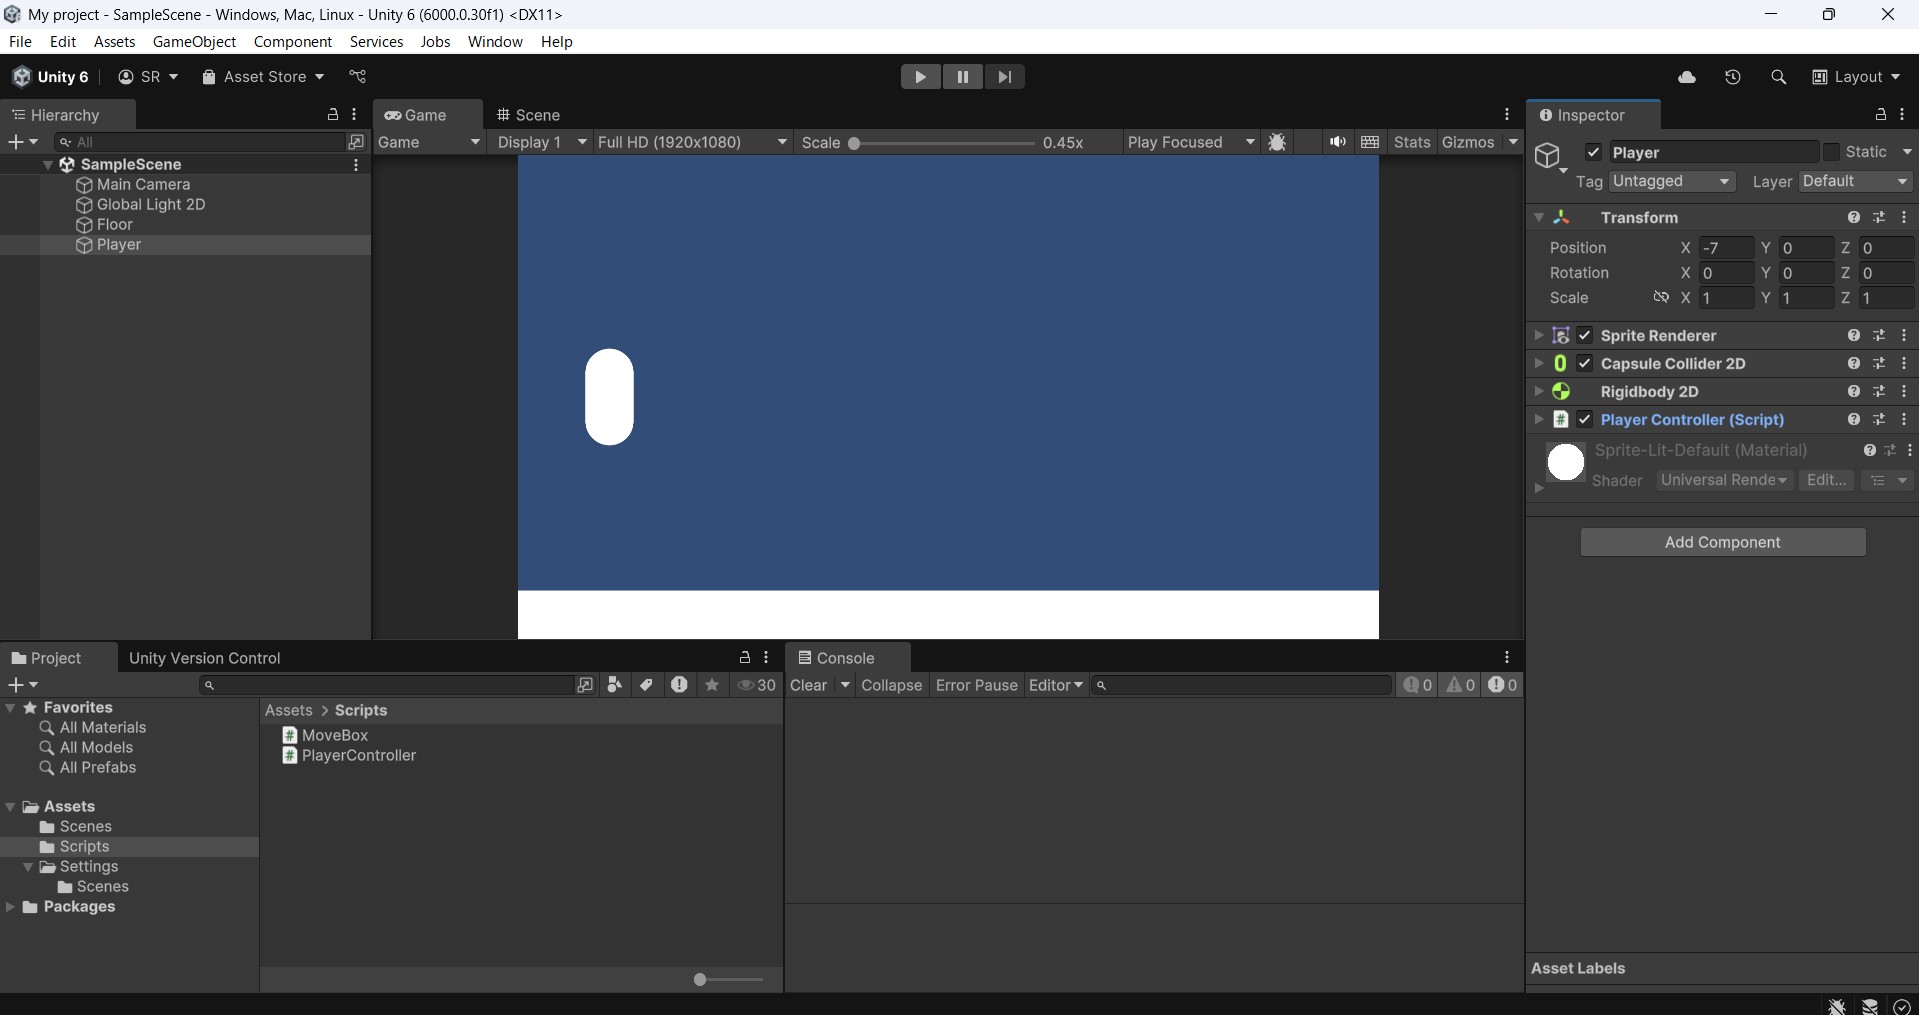 My project - SampleScene - Windows, Mac, Linux - Unity 6 (6000.0.30f1) <DX11>
File Edit Assets GameObject Component Services Jobs Window Help
Unity 6 SR Asset Store Layout
Hierarchy
All
SampleScene
Main Camera
Global Light 2D
Floor
Player
Game Scene
Game Display 1 Full HD (1920x1080) Scale 0.45x Play Focused Stats Gizmos
Inspector
Player Static
Tag Untagged Layer Default
Transform
Position X -7 Y 0 Z 0
Rotation X 0 Y 0 Z 0
Scale X 1 Y 1 Z 1
Sprite Renderer
Capsule Collider 2D
Rigidbody 2D
# Player Controller (Script)
Sprite-Lit-Default (Material)
Shader Universal Rende Edit...
Add Component
Asset Labels
Project Unity Version Control
30
Favorites
All Materials
All Models
All Prefabs
Assets
Scenes
Scripts
Settings
Scenes
Packages
Assets > Scripts
# MoveBox
# PlayerController
Console
Clear Collapse Error Pause Editor 0 0 0